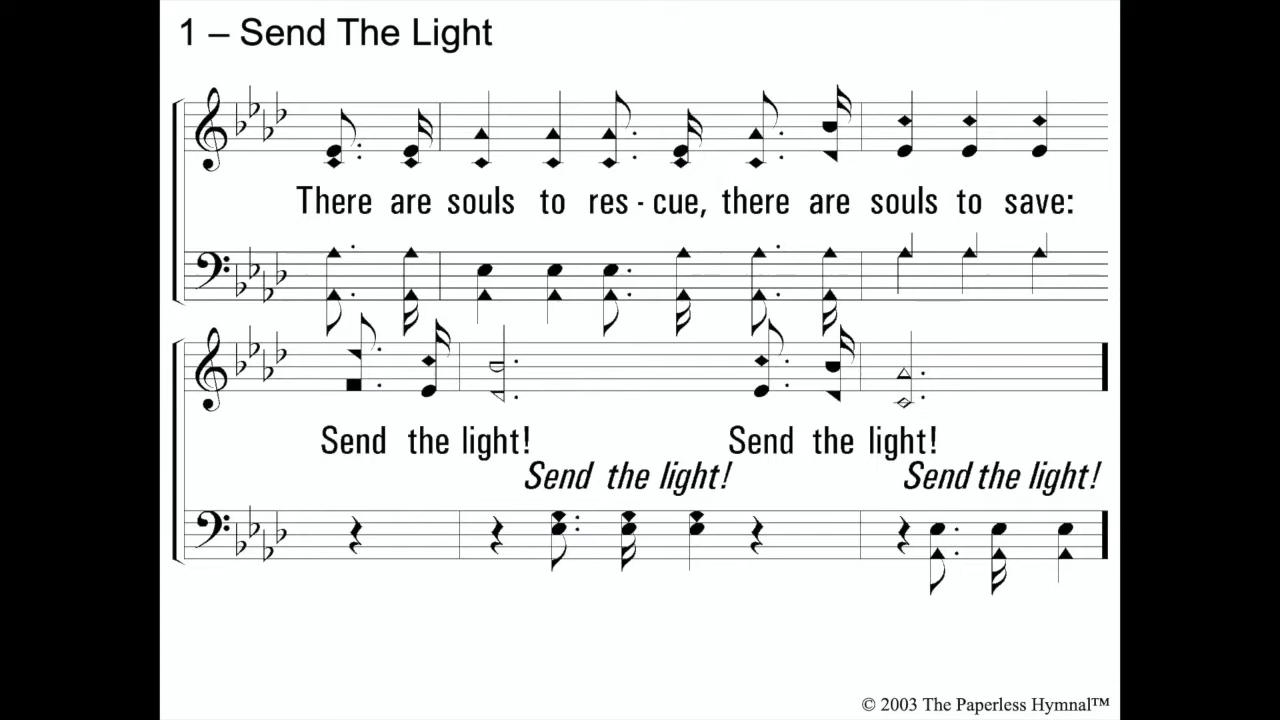 1 – Send The Light
There are souls to res - cue, there are souls to save:
Send the light! Send the light!
Send the light! Send the light!
© 2003 The Paperless Hymnal™